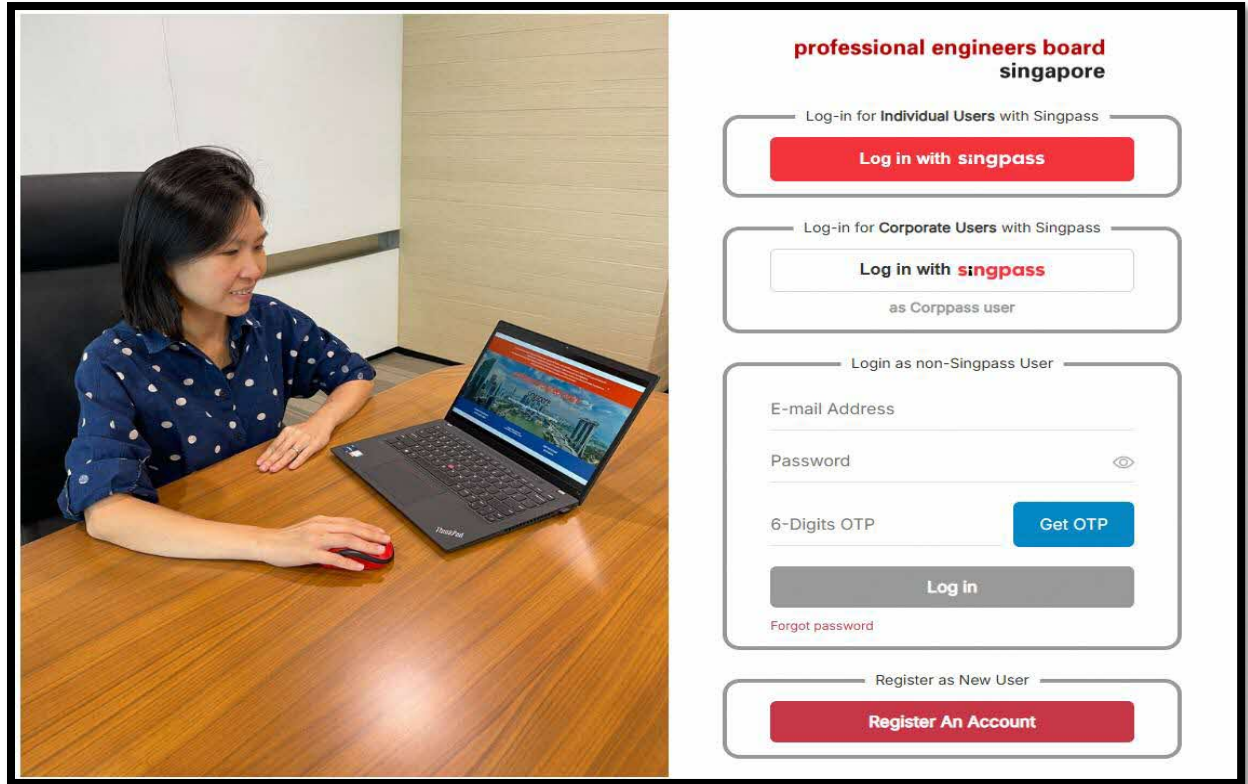 professional engineers board
singapore
Log-in for Individual Users with Singpass
Log in with singpass
Log-in for Corporate Users with Singpass
Log in with singpass
as Corppass user
Login as non-Singpass User
E-mail Address
Password
6-Digits OTP
Get OTP
Log in
Forgot password
Register as New User
Register An Account
ThinkPad